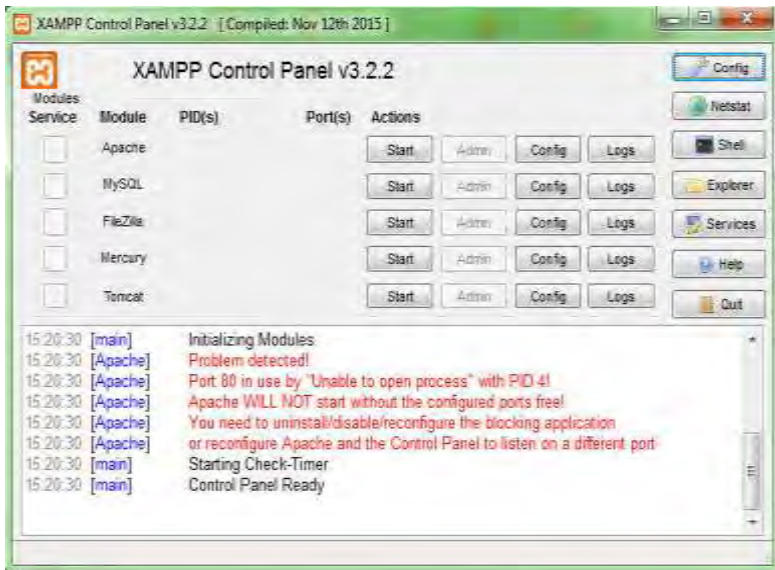 XAMPP Control Panel v3.2.2 [ Compiled: Nov 12th 2015 ]
XAMPP Control Panel v3.2.2
Config
Netstat
Shell
Explorer
Services
Help
Quit
Modules
Service Module PID(s) Port(s) Actions
Apache Start Admin Config Logs
MySQL Start Admin Config Logs
FileZilla Start Admin Config Logs
Mercury Start Admin Config Logs
Tomcat Start Admin Config Logs
15:20:30 [main] Initializing Modules
15:20:30 [Apache] Problem detected!
15:20:30 [Apache] Port 80 in use by "Unable to open process" with PID 4!
15:20:30 [Apache] Apache WILL NOT start without the configured ports free!
15:20:30 [Apache] You need to uninstall/disable/reconfigure the blocking application
15:20:30 [Apache] or reconfigure Apache and the Control Panel to listen on a different port
15:20:30 [main] Starting Check-Timer
15:20:30 [main] Control Panel Ready